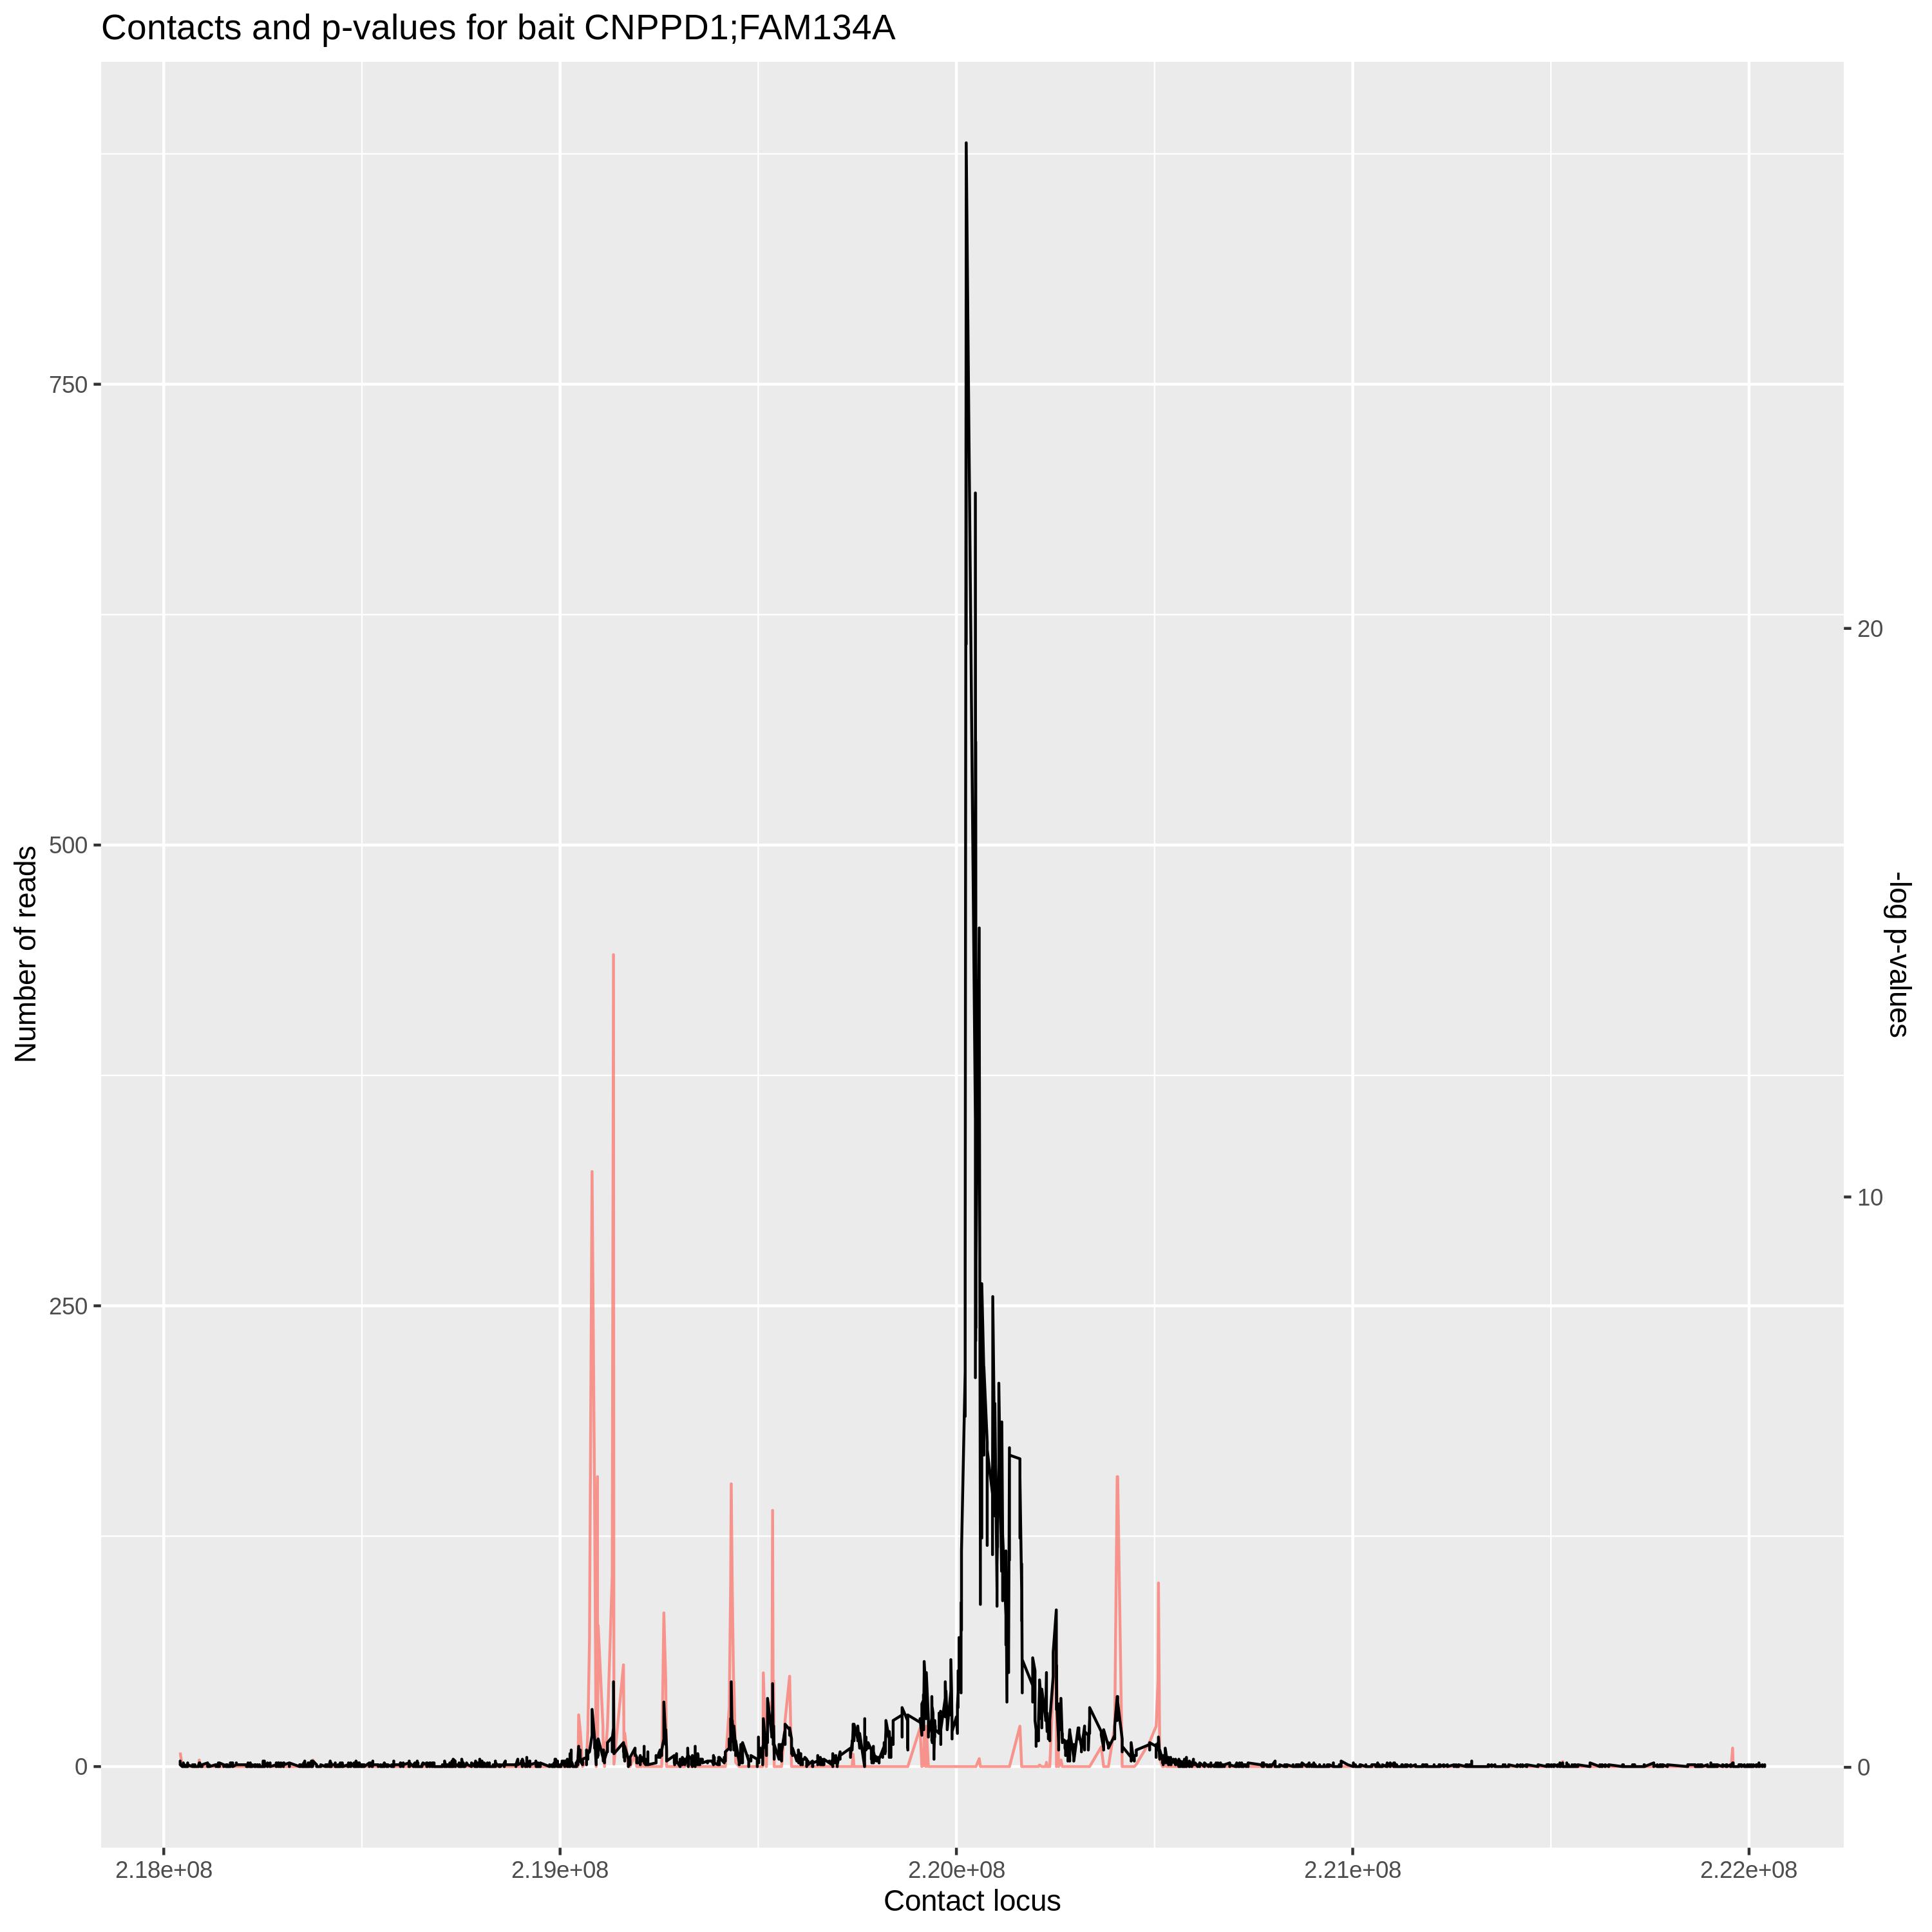 Contacts and p-values for bait CNPPD1;FAM134A
750
500
250
0
Number of reads
20
10
0
-log p-values
2.18e+08
2.19e+08
2.20e+08
2.21e+08
2.22e+08
Contact locus